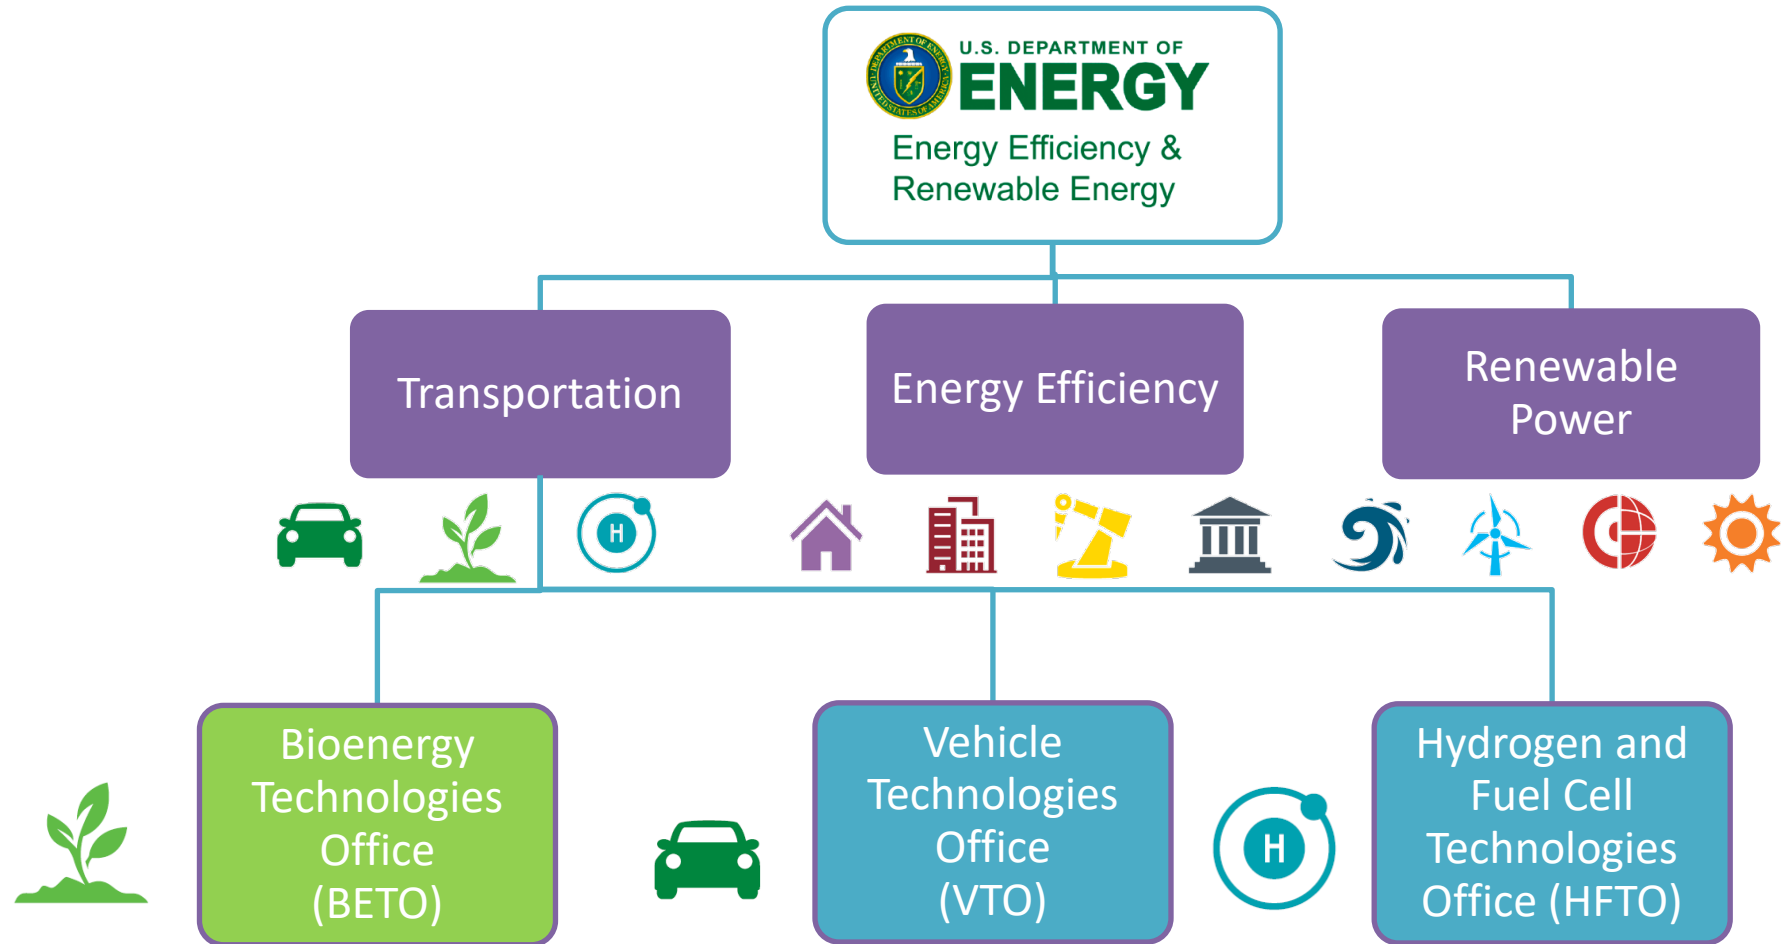 U.S. DEPARTMENT OF
ENERGY
Energy Efficiency &
Renewable Energy
Transportation
Energy Efficiency
Renewable
Power
H
Bioenergy
Technologies
Office
(BETO)
Vehicle
Technologies
Office
(VTO)
H
Hydrogen and
Fuel Cell
Technologies
Office (HFTO)